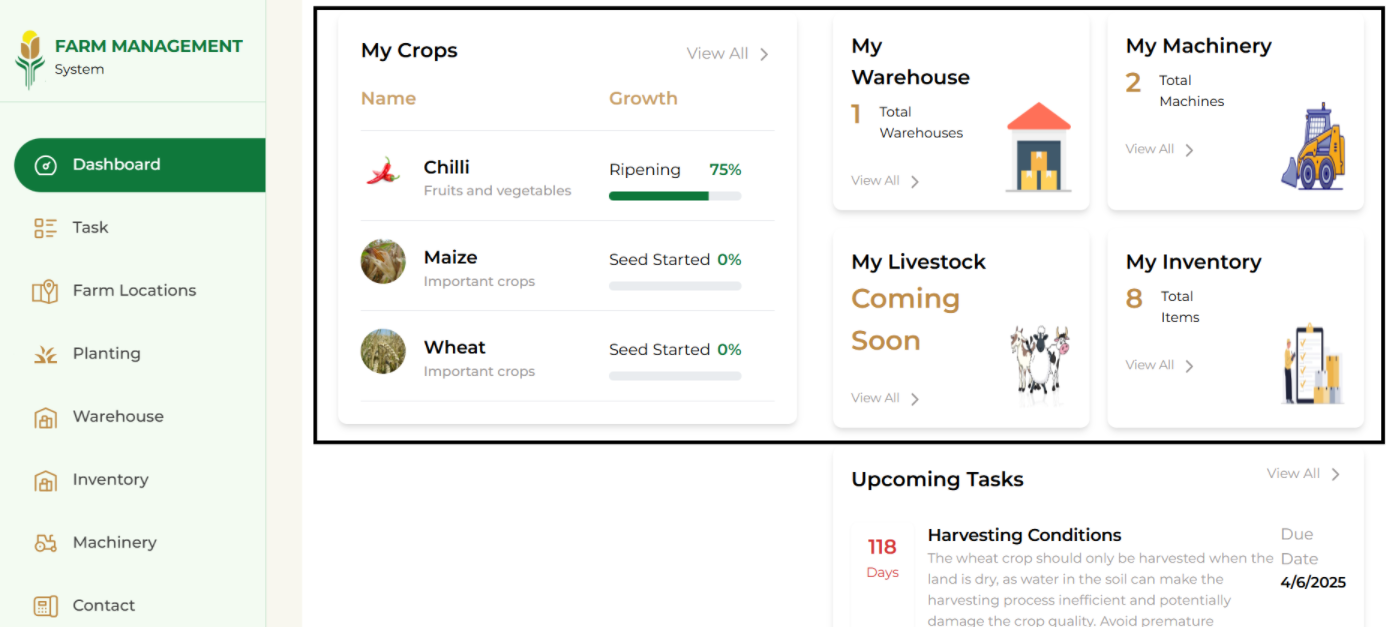 FARM MANAGEMENT
System
Dashboard
Task
Farm Locations
Planting
Warehouse
Inventory
Machinery
Contact
My Crops
View All
Name Growth
Chilli
Fruits and vegetables
Ripening 75%
Maize
Important crops
Seed Started 0%
Wheat
Important crops
Seed Started 0%
My
Warehouse
1 Total
Warehouses
View All
My Machinery
2 Total
Machines
View All
My Livestock
Coming
Soon
View All
My Inventory
8 Total
Items
View All
Upcoming Tasks
View All
118
Days
Harvesting Conditions
The wheat crop should only be harvested when the
land is dry, as water in the soil can make the
harvesting process inefficient and potentially
damage the crop quality. Avoid premature
Due
Date
4/6/2025